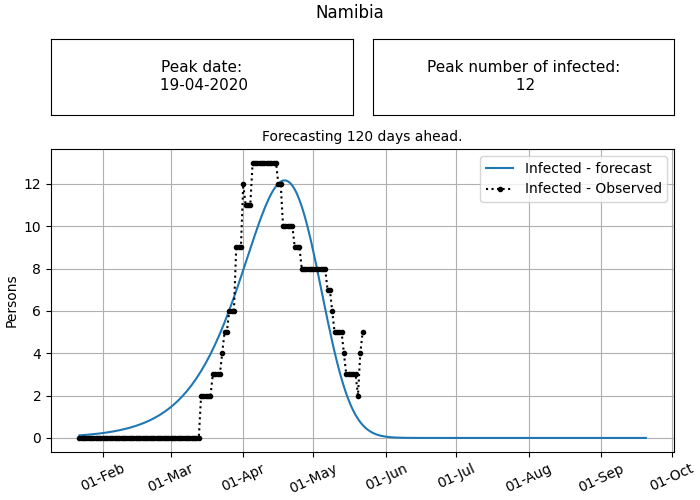 Namibia
Peak date:
19-04-2020
Peak number of infected:
12
Forecasting 120 days ahead.
Infected - forecast
Infected - Observed
Persons
12
10
8
6
4
2
0
01-Feb
01-Mar
01-Apr
01-May
01-Jun
01-Jul
01-Aug
01-Sep
01-Oct